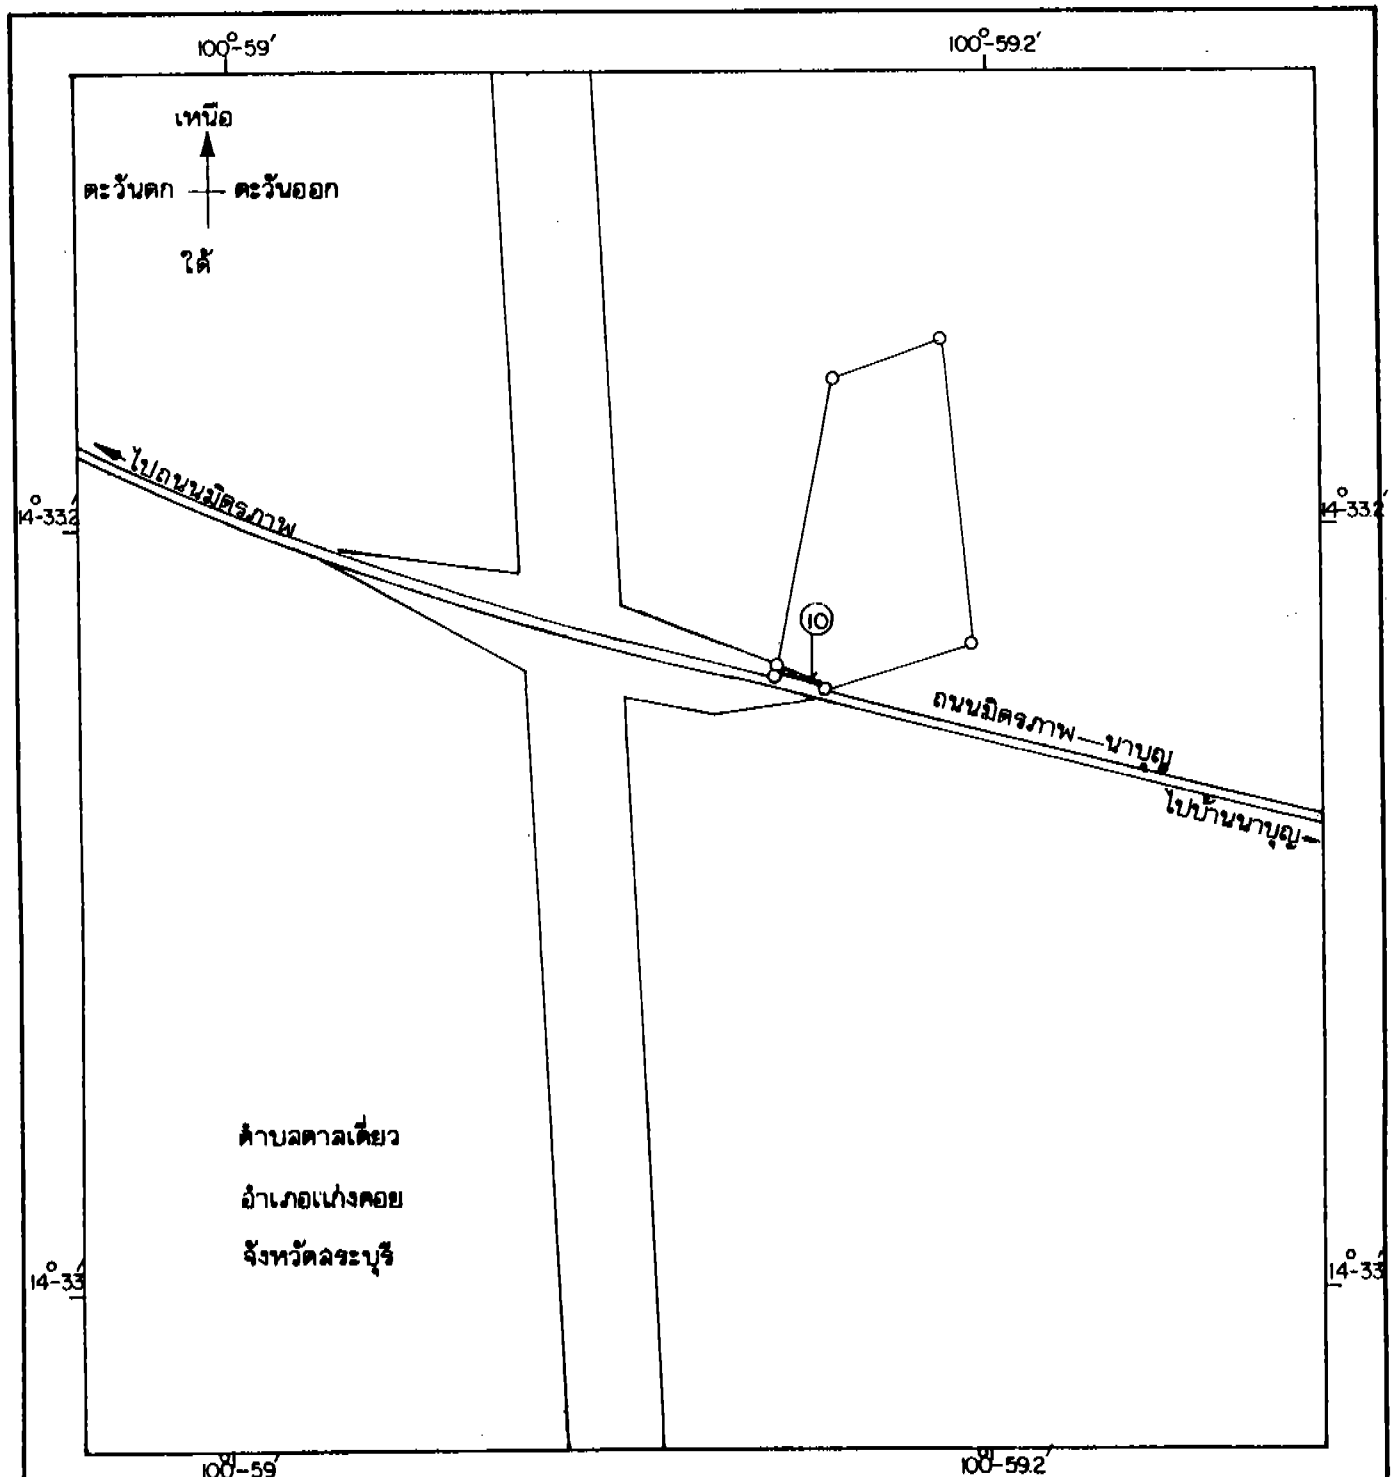 100°-59′ 100°-59.2′
เหนือ
ตะวันตก ตะวันออก
ใต้
ไปถนนมิตรภาพ
14°-33.2′ 14°-33.2′
10
ถนนมิตรภาพ—นาบุญ
ไปบ้านนาบุญ
ตำบลตาลเดี่ยว
อำเภอแก่งคอย
จังหวัดสระบุรี
14°-33′ 14°-33′
100°-59′ 100°-59.2′